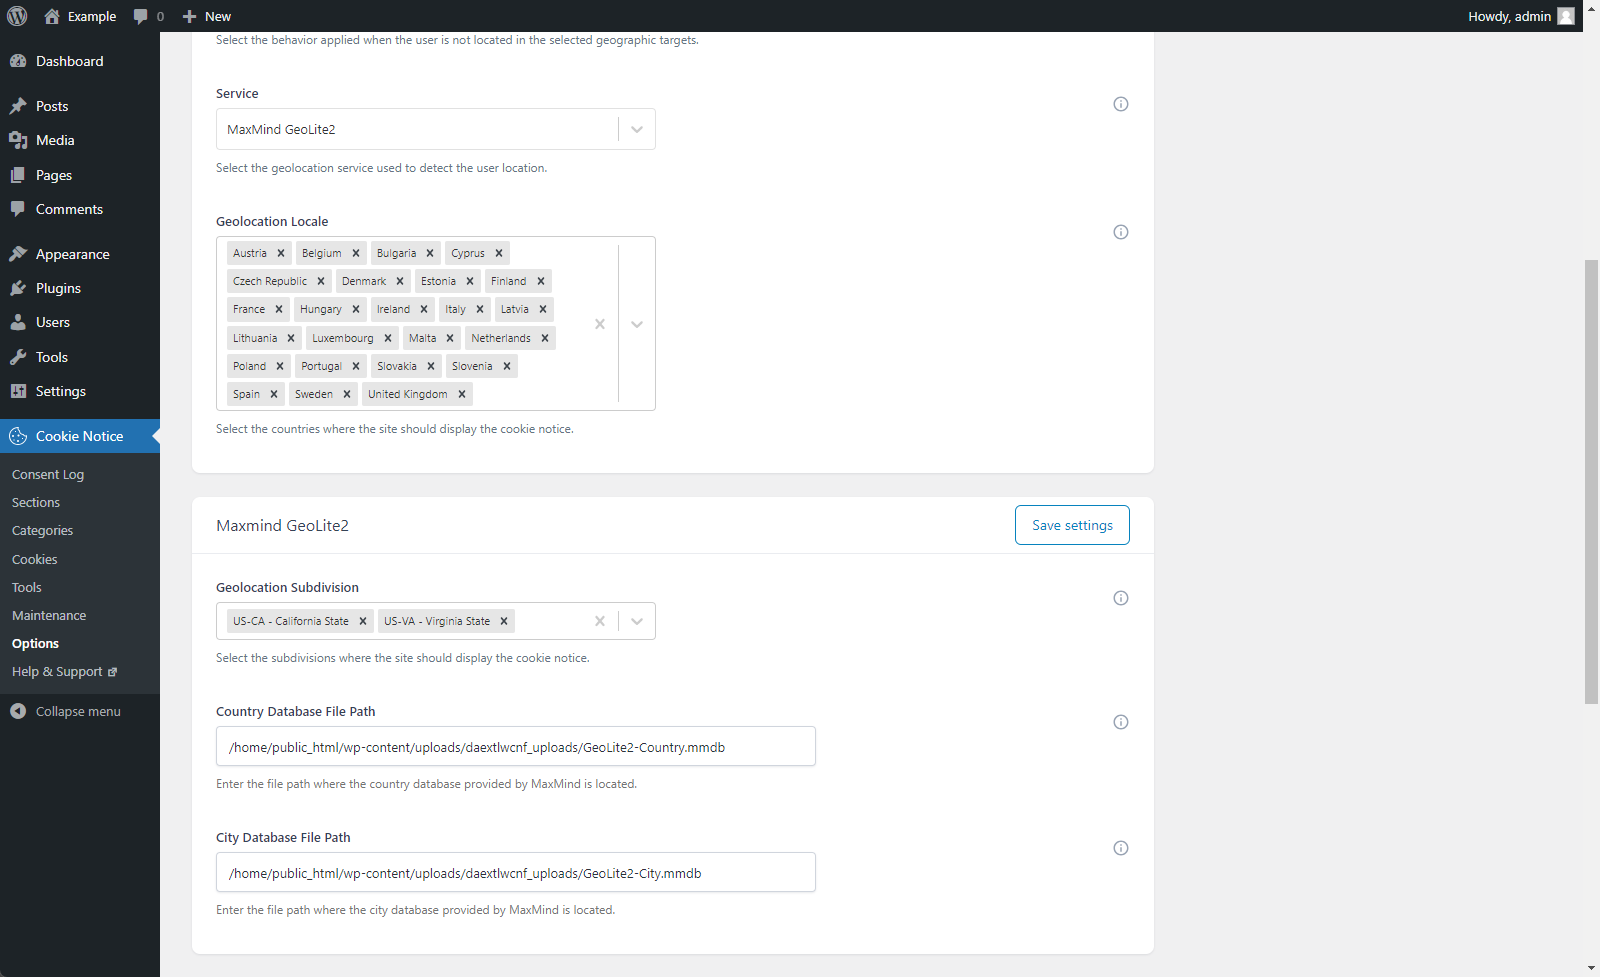 Example
0
New
Howdy, admin
Dashboard
Posts
Media
Pages
Comments
Appearance
Plugins
Users
Tools
Settings
Cookie Notice
Consent Log
Sections
Categories
Cookies
Tools
Maintenance
Options
Help & Support
Collapse menu
Select the behavior applied when the user is not located in the selected geographic targets.
Service
MaxMind GeoLite2
Select the geolocation service used to detect the user location.
Geolocation Locale
Austria Belgium Bulgaria Cyprus
Czech Republic Denmark Estonia Finland
France Hungary Ireland Italy Latvia
Lithuania Luxembourg Malta Netherlands
Poland Portugal Slovakia Slovenia
Spain Sweden United Kingdom
Select the countries where the site should display the cookie notice.
Maxmind GeoLite2
Save settings
Geolocation Subdivision
US-CA - California State US-VA - Virginia State
Select the subdivisions where the site should display the cookie notice.
Country Database File Path
/home/public_html/wp-content/uploads/daextlwcnf_uploads/GeoLite2-Country.mmdb
Enter the file path where the country database provided by MaxMind is located.
City Database File Path
/home/public_html/wp-content/uploads/daextlwcnf_uploads/GeoLite2-City.mmdb
Enter the file path where the city database provided by MaxMind is located.